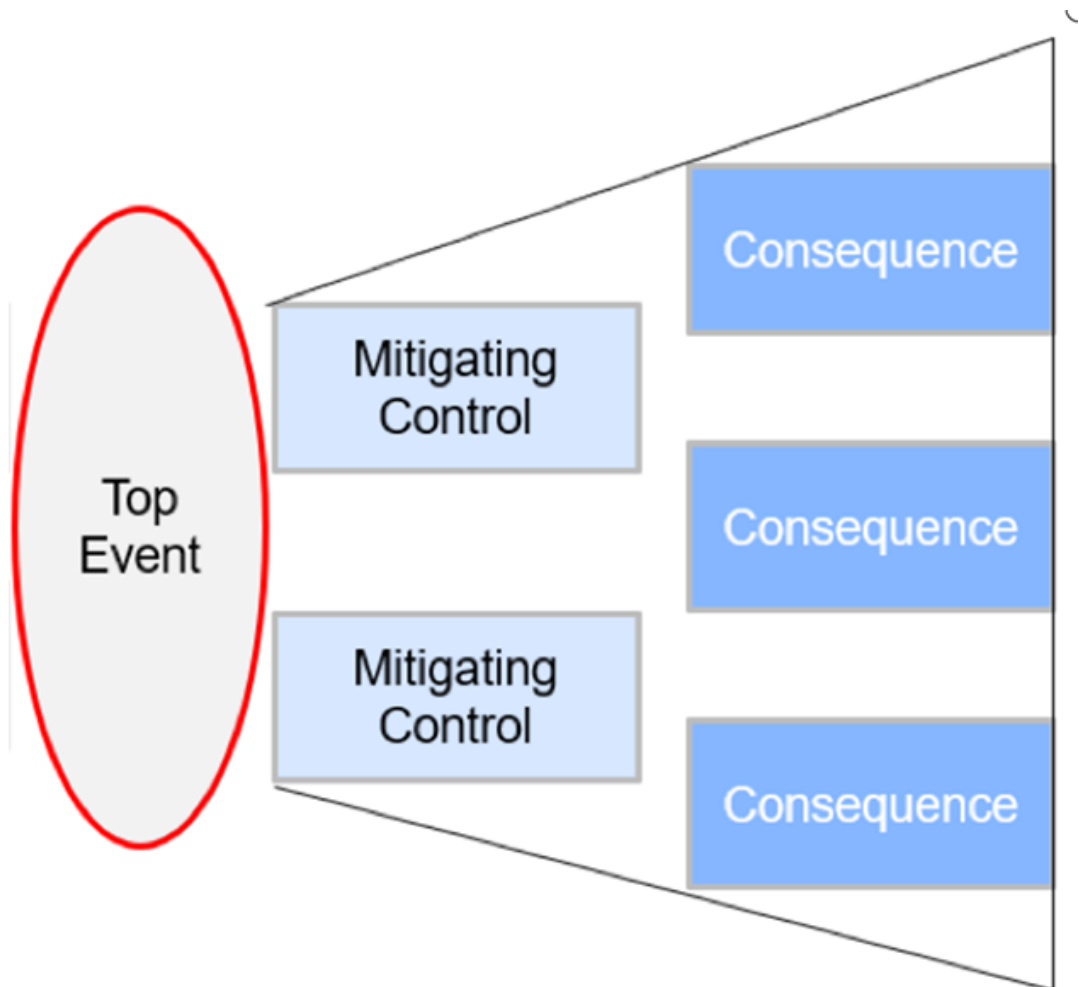 Top
Event
Mitigating
Control
Mitigating
Control
Consequence
Consequence
Consequence